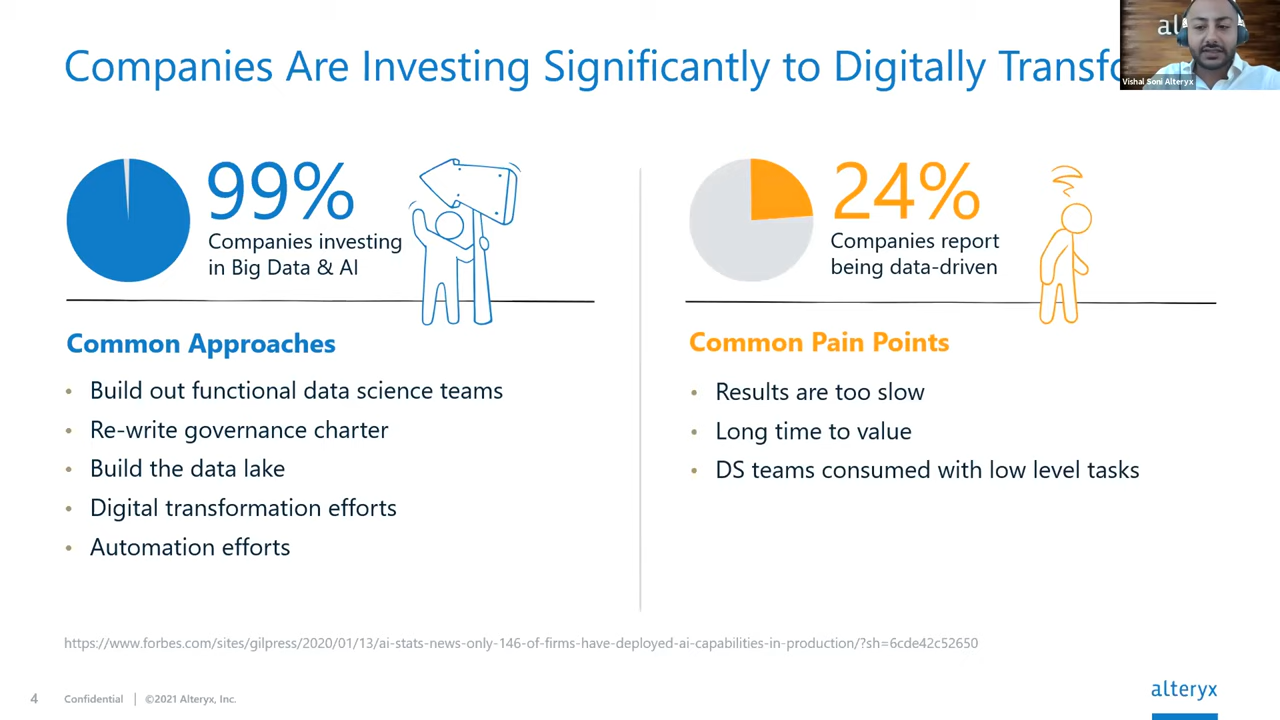 Companies Are Investing Significantly to Digitally Transfo
al
Vishal Soni Alteryx
99%
Companies investing
in Big Data & AI
24%
Companies report
being data-driven
Common Approaches
• Build out functional data science teams
• Re-write governance charter
• Build the data lake
• Digital transformation efforts
• Automation efforts
Common Pain Points
• Results are too slow
• Long time to value
• DS teams consumed with low level tasks
https://www.forbes.com/sites/gilpress/2020/01/13/ai-stats-news-only-146-of-firms-have-deployed-ai-capabilities-in-production/?sh=6cde42c52650
4 Confidential | ©2021 Alteryx, Inc.
alteryx